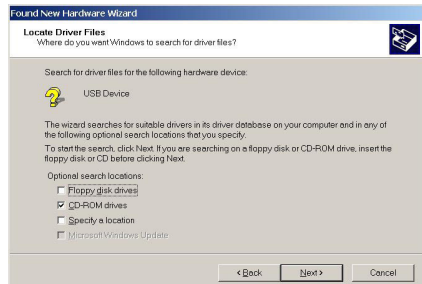 Found New Hardware Wizard
Locate Driver Files
Where do you want Windows to search for driver files?
Search for driver files for the following hardware device:
USB Device
The wizard searches for suitable drivers in its driver database on your computer and in any of
the following optional search locations that you specify.
To start the search, click Next. If you are searching on a floppy disk or CD-ROM drive, insert the
floppy disk or CD before clicking Next.
Optional search locations:
Floppy disk drives
CD-ROM drives
Specify a location
Microsoft Windows Update
< Back Next > Cancel